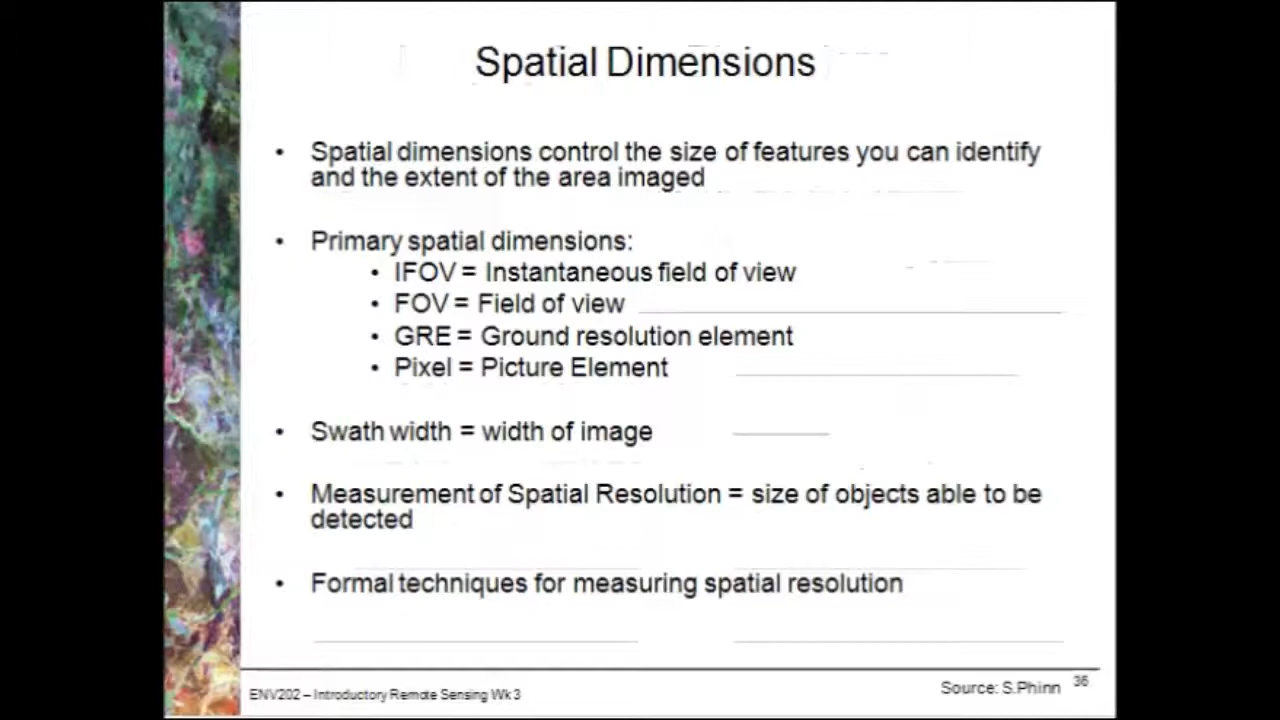 Spatial Dimensions
• Spatial dimensions control the size of features you can identify
and the extent of the area imaged
• Primary spatial dimensions:
• IFOV = Instantaneous field of view
• FOV = Field of view
• GRE = Ground resolution element
• Pixel = Picture Element
• Swath width = width of image
• Measurement of Spatial Resolution = size of objects able to be
detected
• Formal techniques for measuring spatial resolution
ENV202 – Introductory Remote Sensing Wk 3
Source: S.Phinn 36